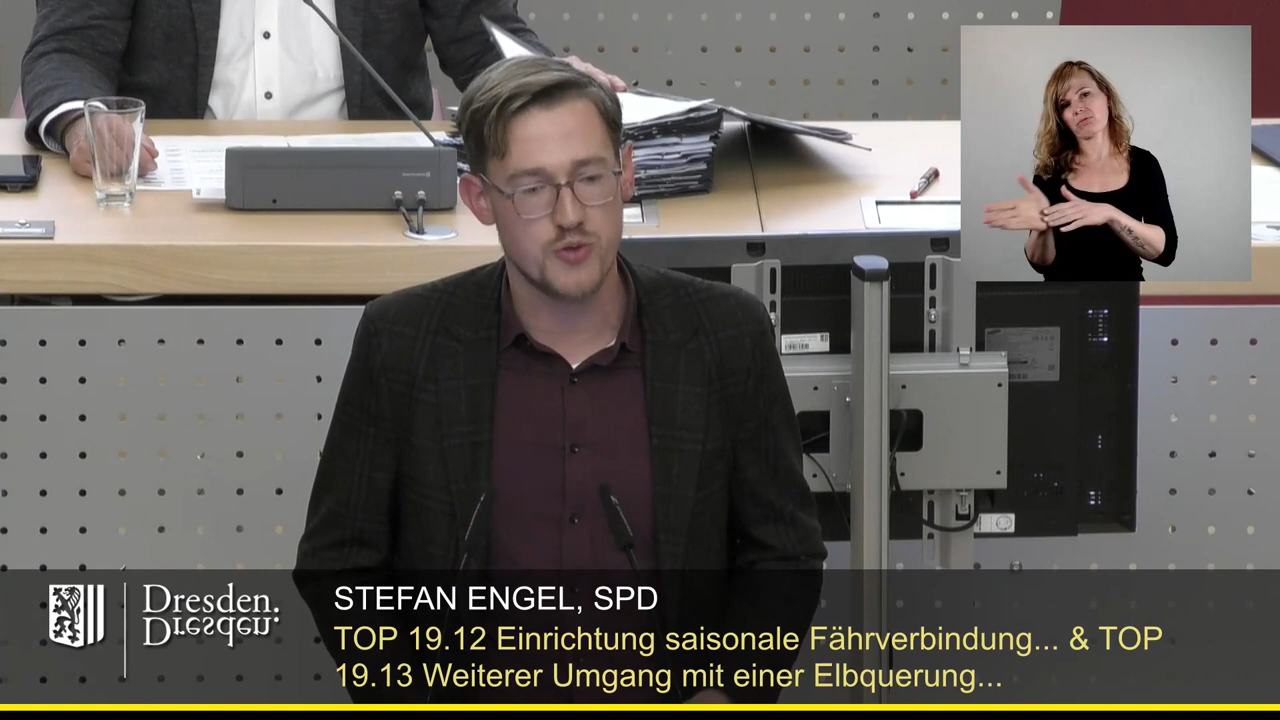 Dresden.
Dresden.
STEFAN ENGEL, SPD
TOP 19.12 Einrichtung saisonale Fährverbindung... & TOP
19.13 Weiterer Umgang mit einer Elbquerung...